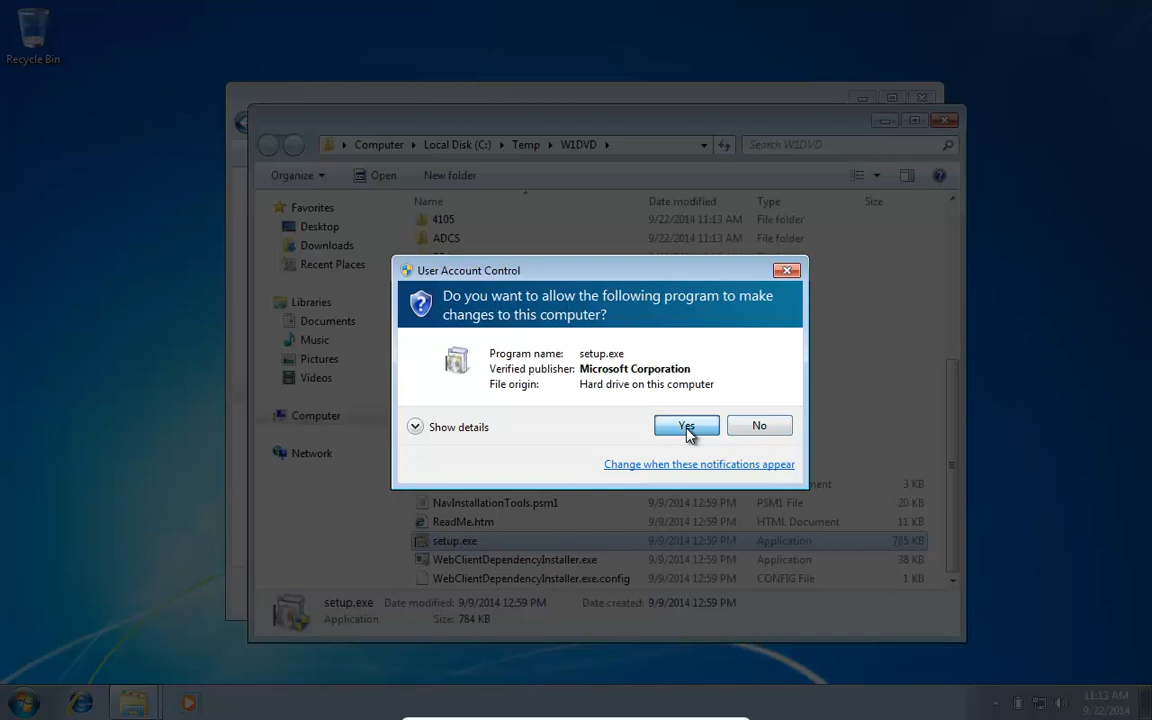 Recycle Bin
Computer
Local Disk (C:)
Temp
W1DVD
Search W1DVD
Organize
Open
New folder
Favorites
Desktop
Downloads
Recent Places
Libraries
Documents
Music
Pictures
Videos
Computer
Network
Name
Date modified
Type
Size
4105
9/22/2014 11:13 AM
File folder
ADCS
9/22/2014 11:13 AM
File folder
User Account Control
Do you want to allow the following program to make
changes to this computer?
Program name: setup.exe
Verified publisher: Microsoft Corporation
File origin: Hard drive on this computer
Show details
Yes
No
Change when these notifications appear
3 KB
NavInstallationTools.psm1
9/9/2014 12:59 PM
PSM1 File
20 KB
ReadMe.htm
9/9/2014 12:59 PM
HTML Document
11 KB
setup.exe
9/9/2014 12:59 PM
Application
785 KB
WebClientDependencyInstaller.exe
9/9/2014 12:59 PM
Application
38 KB
WebClientDependencyInstaller.exe.config
9/9/2014 12:59 PM
CONFIG File
1 KB
setup.exe Date modified: 9/9/2014 12:59 PM Date created: 9/9/2014 12:59 PM
Application Size: 784 KB
11:13 AM
9/22/2014